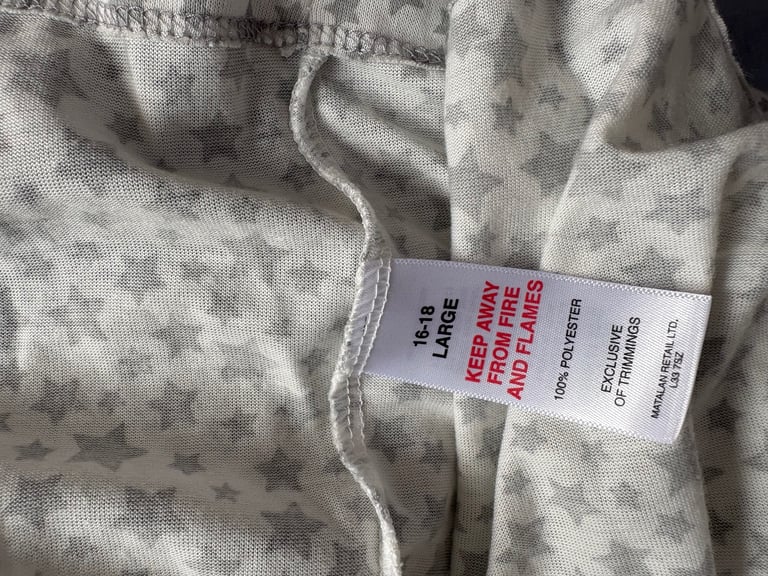 16-18
LARGE
KEEP AWAY
FROM FIRE
AND FLAMES
100% POLYESTER
EXCLUSIVE
OF TRIMMINGS
MATALAN RETAIL LTD,
L33 7SZ